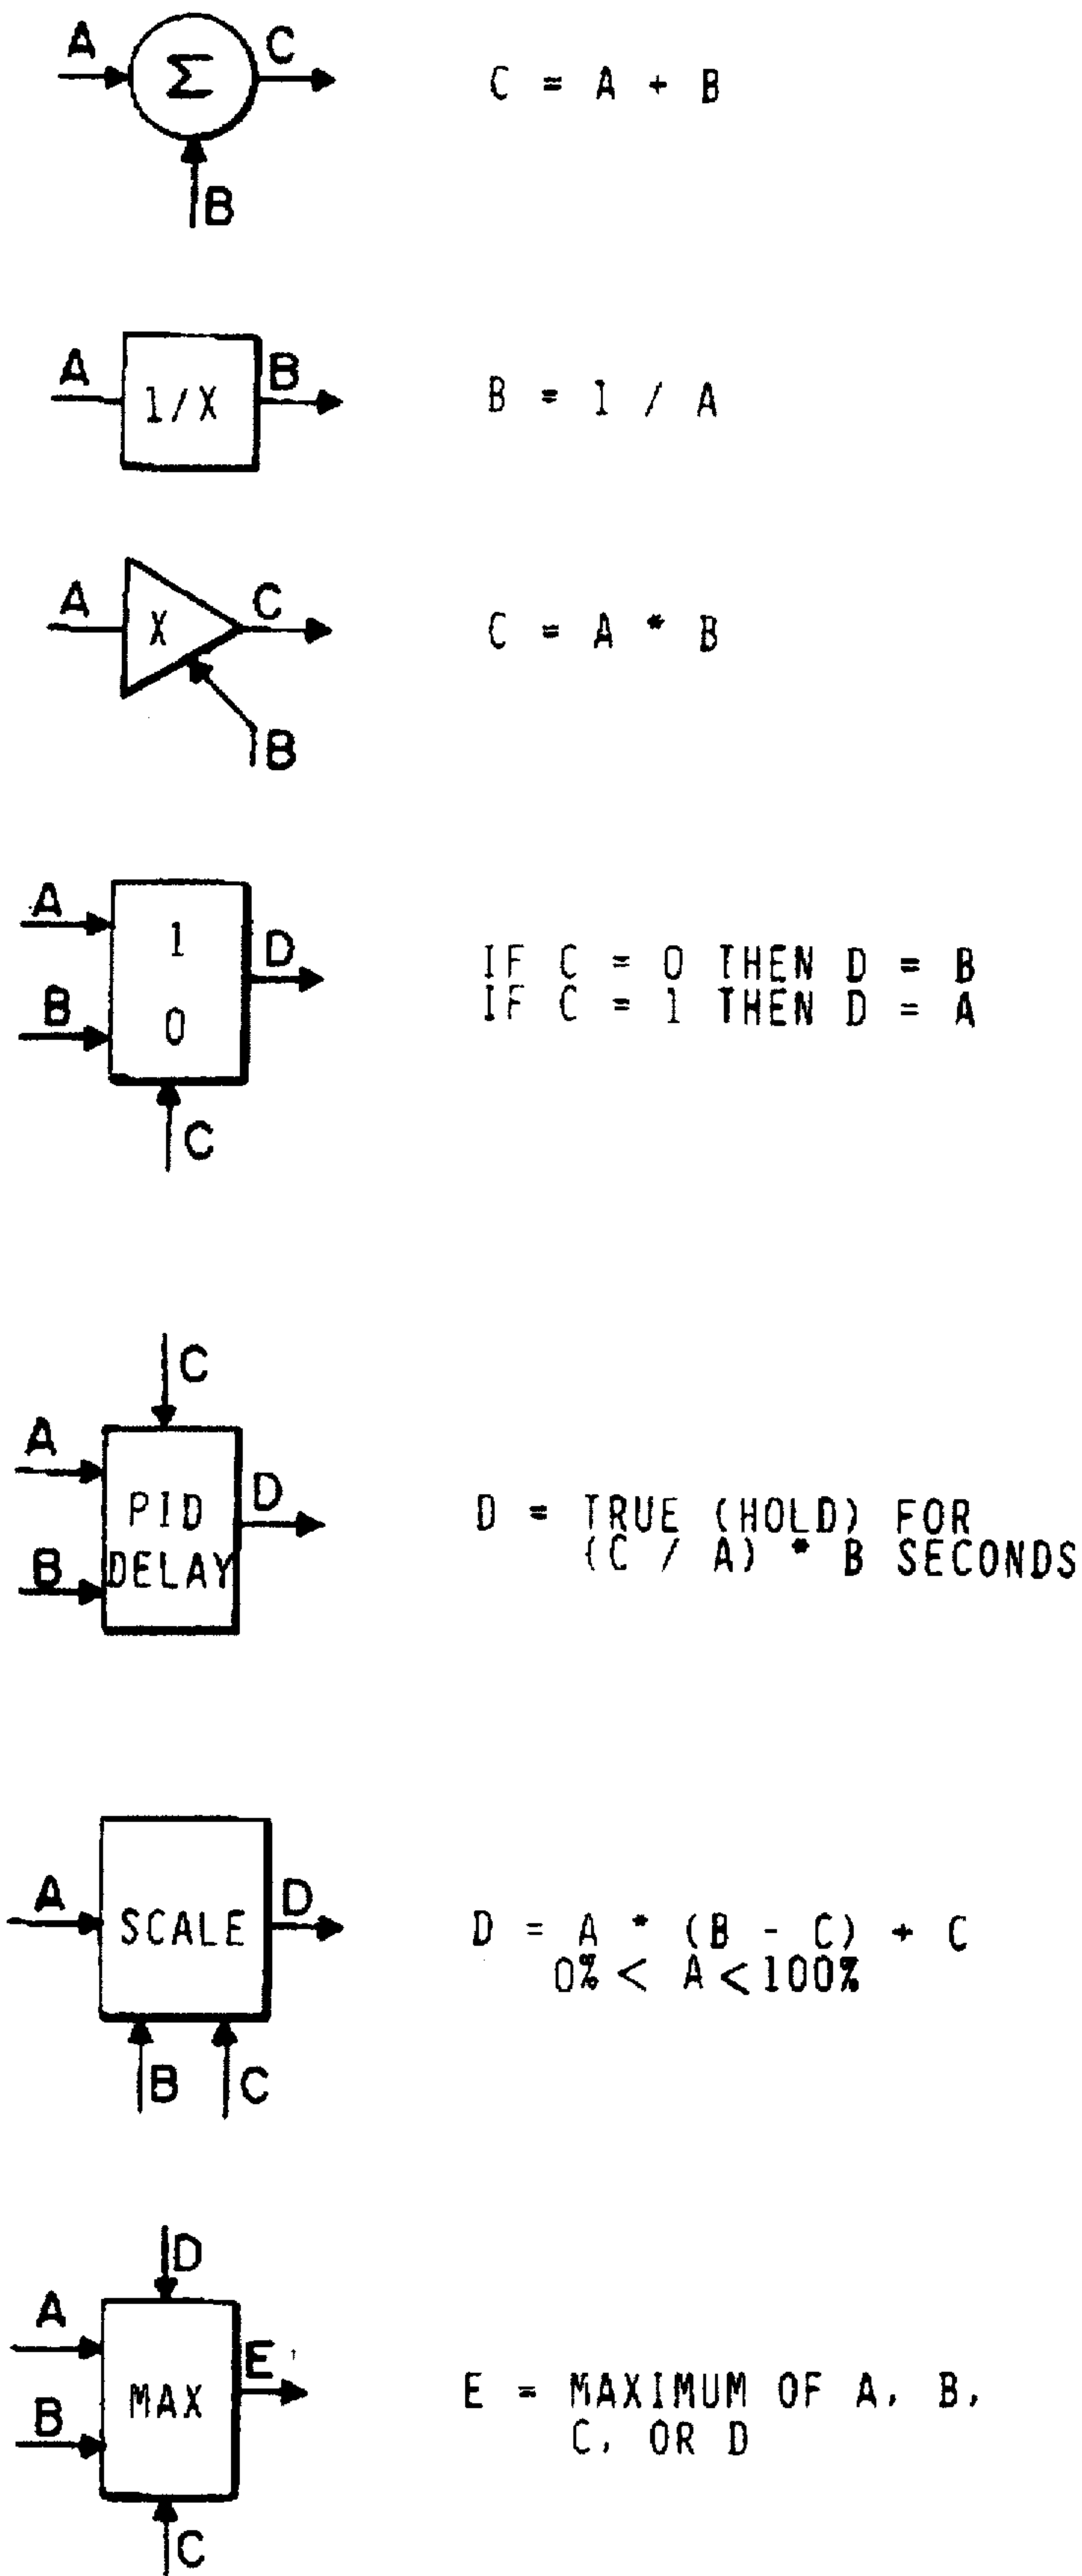 A Σ C
C = A + B
B
A 1/X B
B = 1 / A
A X C
C = A * B
B
A 1 D
B 0
IF C = 0 THEN D = B
IF C = 1 THEN D = A
C
C
A PID D
B DELAY
D = TRUE (HOLD) FOR
(C / A) * B SECONDS
A SCALE D
D = A * (B - C) + C
0% < A < 100%
B C
D
A E
B MAX
E = MAXIMUM OF A, B,
C, OR D
C